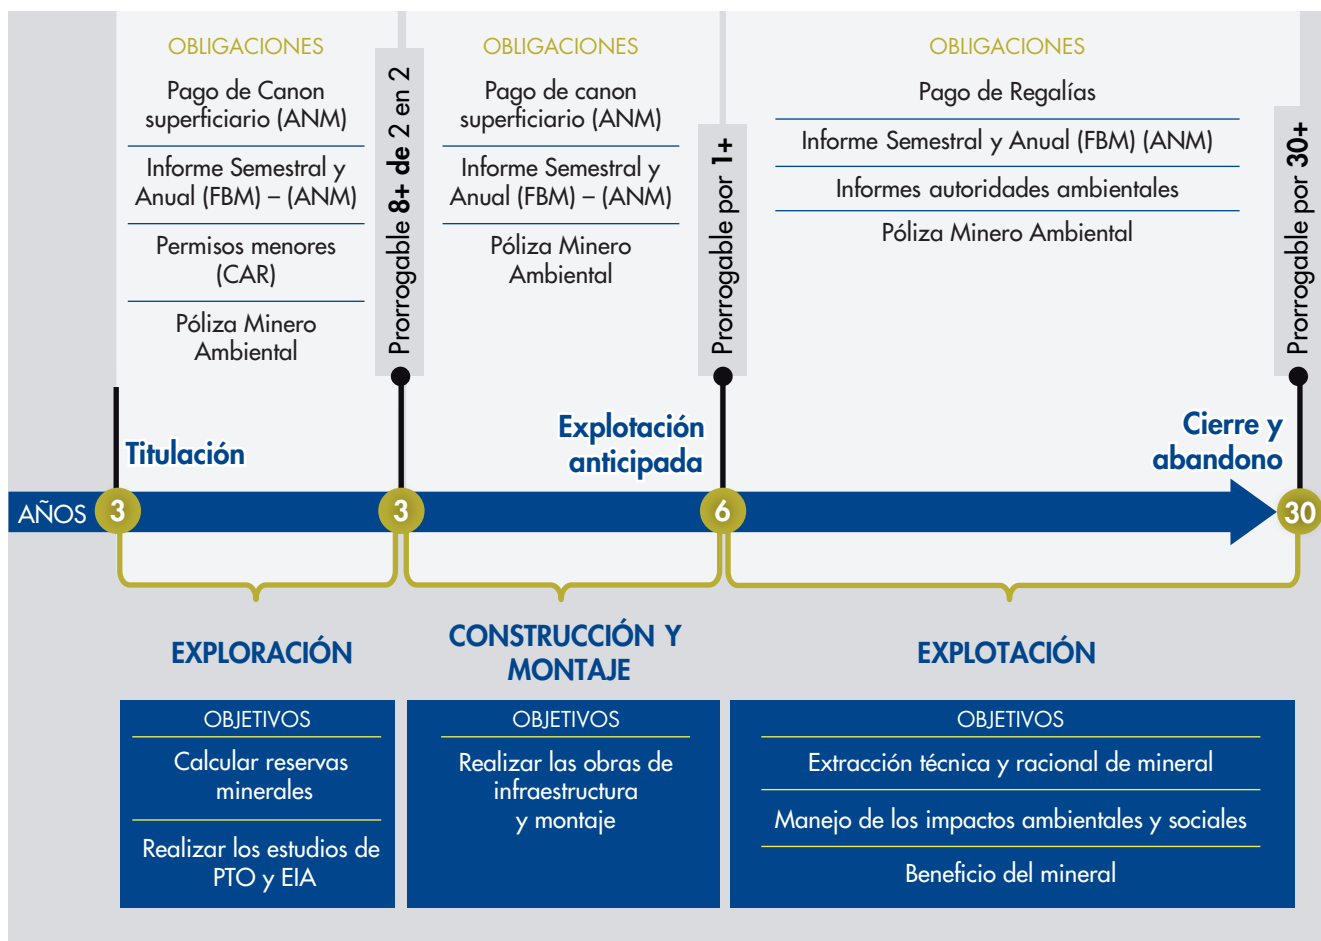 OBLIGACIONES
Pago de Canon
superficiario (ANM)
Informe Semestral y
Anual (FBM) – (ANM)
Permisos menores
(CAR)
Póliza Minero
Ambiental
Prorrogable 8+ de 2 en 2
OBLIGACIONES
Pago de canon
superficiario (ANM)
Informe Semestral y
Anual (FBM) – (ANM)
Póliza Minero
Ambiental
Prorrogable por 1+
OBLIGACIONES
Pago de Regalías
Informe Semestral y Anual (FBM) (ANM)
Informes autoridades ambientales
Póliza Minero Ambiental
Prorrogable por 30+
Titulación
Explotación
anticipada
Cierre y
abandono
AÑOS 3 3 6 30
EXPLORACIÓN
CONSTRUCCIÓN Y
MONTAJE
EXPLOTACIÓN
OBJETIVOS
Calcular reservas
minerales
Realizar los estudios de
PTO y EIA
OBJETIVOS
Realizar las obras de
infraestructura
y montaje
OBJETIVOS
Extracción técnica y racional de mineral
Manejo de los impactos ambientales y sociales
Beneficio del mineral